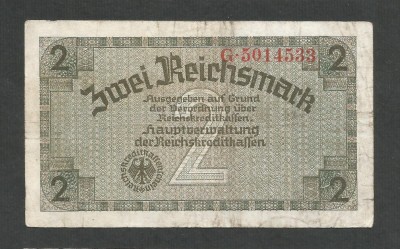 2 G·5014533 2
Zwei Reichsmark
Ausgegeben auf Grund
der Verordnung über
Reichskreditkassen
Hauptverwaltung
der Reichskreditkassen
2
2 2